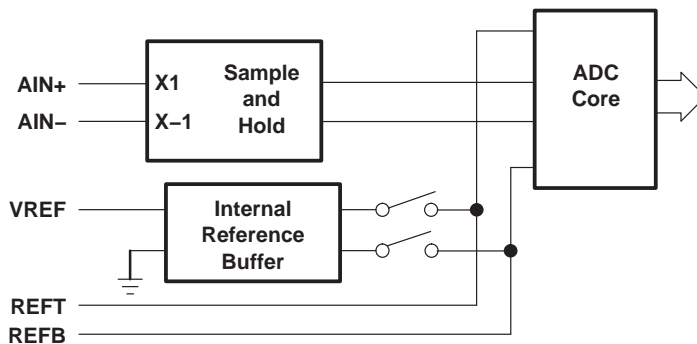 AIN+
AIN−
X1
X−1
Sample
and
Hold
ADC
Core
VREF
Internal
Reference
Buffer
REFT
REFB